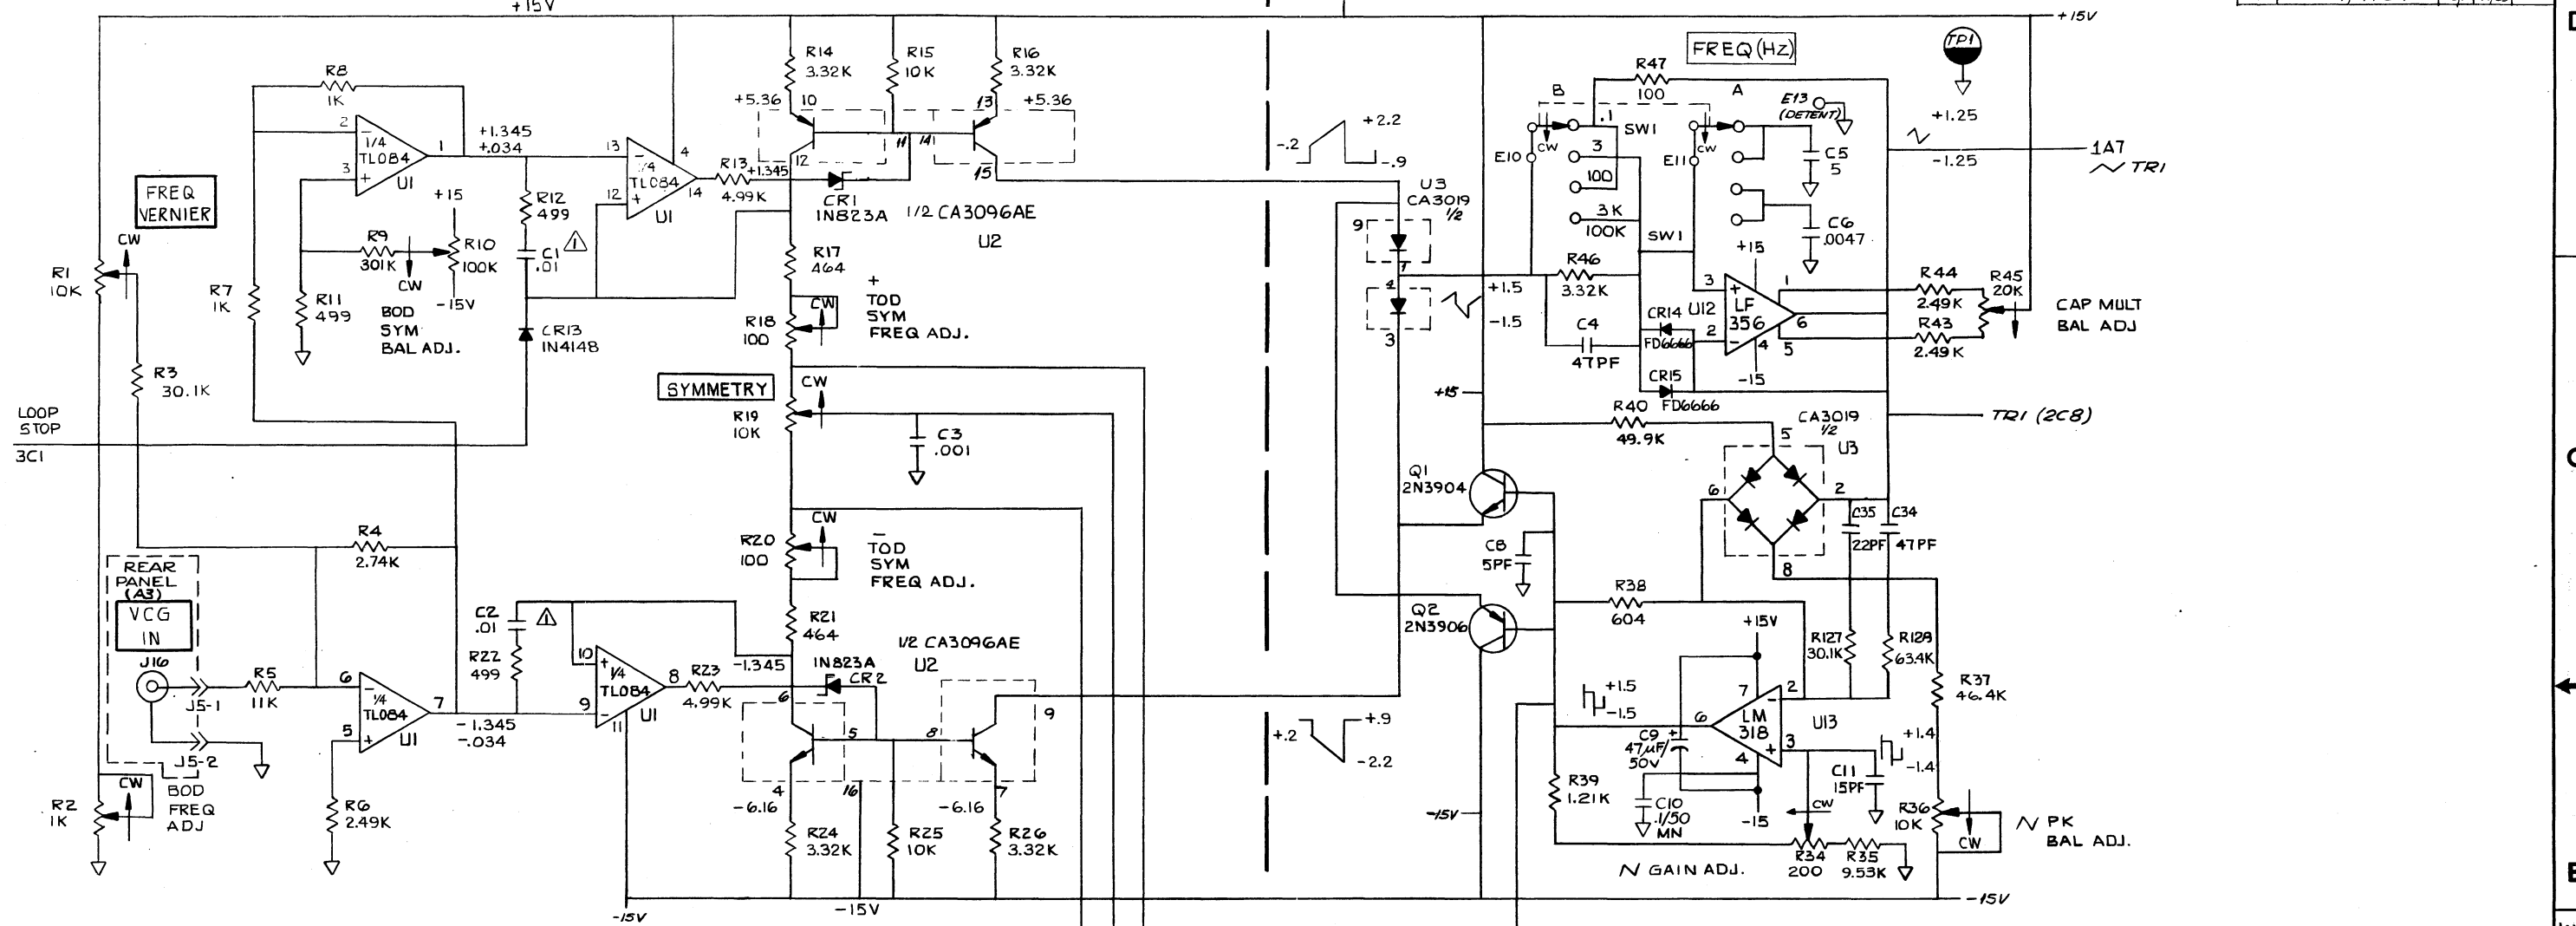 +15V
+15V
R8
1K
2
3
1/4
TL084
U1
1
+1.345
+.034
FREQ
VERNIER
CW
R1
10K
R7
1K
R9
301K
+15
R10
100K
CW
-15V
R11
499
BOD
SYM
BAL ADJ.
R12
499
C1
.01
1
CR13
1N4148
R3
30.1K
LOOP
STOP
3C1
R4
2.74K
REAR
PANEL
(A3)
VCG
IN
J16
J5-1
J5-2
R5
11K
6
5
1/4
TL084
U1
7
-1.345
-.034
R6
2.49K
BOD
FREQ
ADJ
CW
R2
1K
13
12
1/4
TL084
U1
4
14
R13
4.99K
+1.345
R14
3.32K
R15
10K
R16
3.32K
+5.36
10
13
+5.36
11
14
12
15
CR1
1N823A
1/2 CA3096AE
U2
R17
464
+
TOD
SYM
FREQ ADJ.
CW
R18
100
SYMMETRY
CW
R19
10K
C3
.001
CW
R20
100
-
TOD
SYM
FREQ ADJ.
R21
464
C2
.01
1
R22
499
10
9
1/4
TL084
U1
8
11
R23
4.99K
-1.345
6
1N823A
CR2
1/2 CA3096AE
U2
5
8
9
4
16
7
-6.16
-6.16
R24
3.32K
R25
10K
R26
3.32K
-15V
-15V
-.2
+2.2
-.9
U3
CA3019
1/2
9
1
4
3
+1.5
-1.5
FREQ (HZ)
R47
100
B
A
.1
SW1
3
100
3K
100K
CW
CW
E10
E11
SW1
E13
(DETENT)
TP1
C5
5
C6
.0047
+1.25
-1.25
1A7
TRI
R46
3.32K
C4
47PF
CR14
FD6666
CR15
FD6666
U12
LF
356
+15
3
2
1
6
5
4
-15
R44
2.49K
R43
2.49K
R45
20K
CAP MULT
BAL ADJ
+15
R40
49.9K
CA3019
1/2
U3
TRI (2C8)
5
6
2
8
C35
22PF
C34
47PF
Q1
2N3904
C8
5PF
Q2
2N3906
R38
604
R127
30.1K
R128
63.4K
R37
46.4K
+15V
7
2
LM
318
U13
6
3
4
+1.5
-1.5
+1.4
-1.4
C9
+
47µF/
50V
C10
.1/50
MN
-15
C11
15PF
CW
R39
1.21K
+.9
+.2
-2.2
-15V
R36
10K
CW
PK
BAL ADJ.
GAIN ADJ.
R34
200
R35
9.53K
-15V